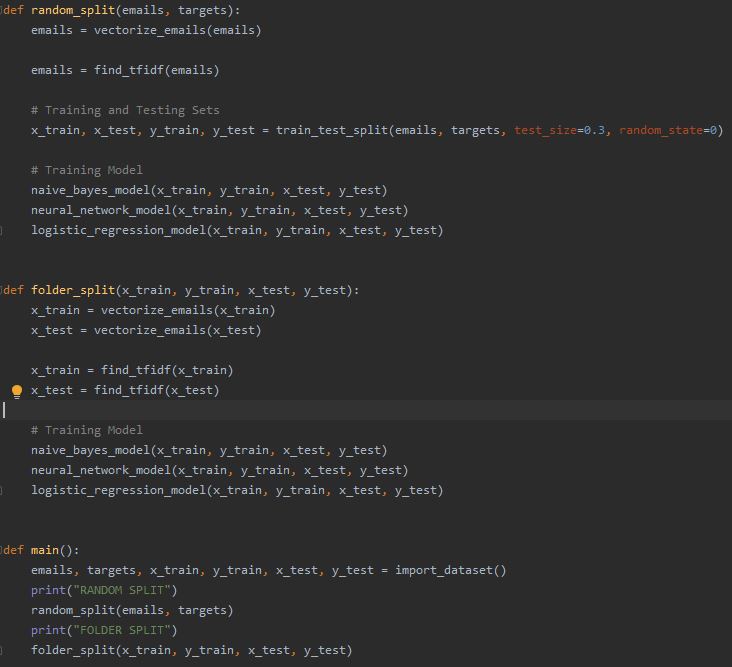 def random_split(emails, targets):
    emails = vectorize_emails(emails)
    emails = find_tfidf(emails)
    # Training and Testing Sets
    x_train, x_test, y_train, y_test = train_test_split(emails, targets, test_size=0.3, random_state=0)
    # Training Model
    naive_bayes_model(x_train, y_train, x_test, y_test)
    neural_network_model(x_train, y_train, x_test, y_test)
    logistic_regression_model(x_train, y_train, x_test, y_test)
def folder_split(x_train, y_train, x_test, y_test):
    x_train = vectorize_emails(x_train)
    x_test = vectorize_emails(x_test)
    x_train = find_tfidf(x_train)
    x_test = find_tfidf(x_test)
    # Training Model
    naive_bayes_model(x_train, y_train, x_test, y_test)
    neural_network_model(x_train, y_train, x_test, y_test)
    logistic_regression_model(x_train, y_train, x_test, y_test)
def main():
    emails, targets, x_train, y_train, x_test, y_test = import_dataset()
    print("RANDOM SPLIT")
    random_split(emails, targets)
    print("FOLDER SPLIT")
    folder_split(x_train, y_train, x_test, y_test)